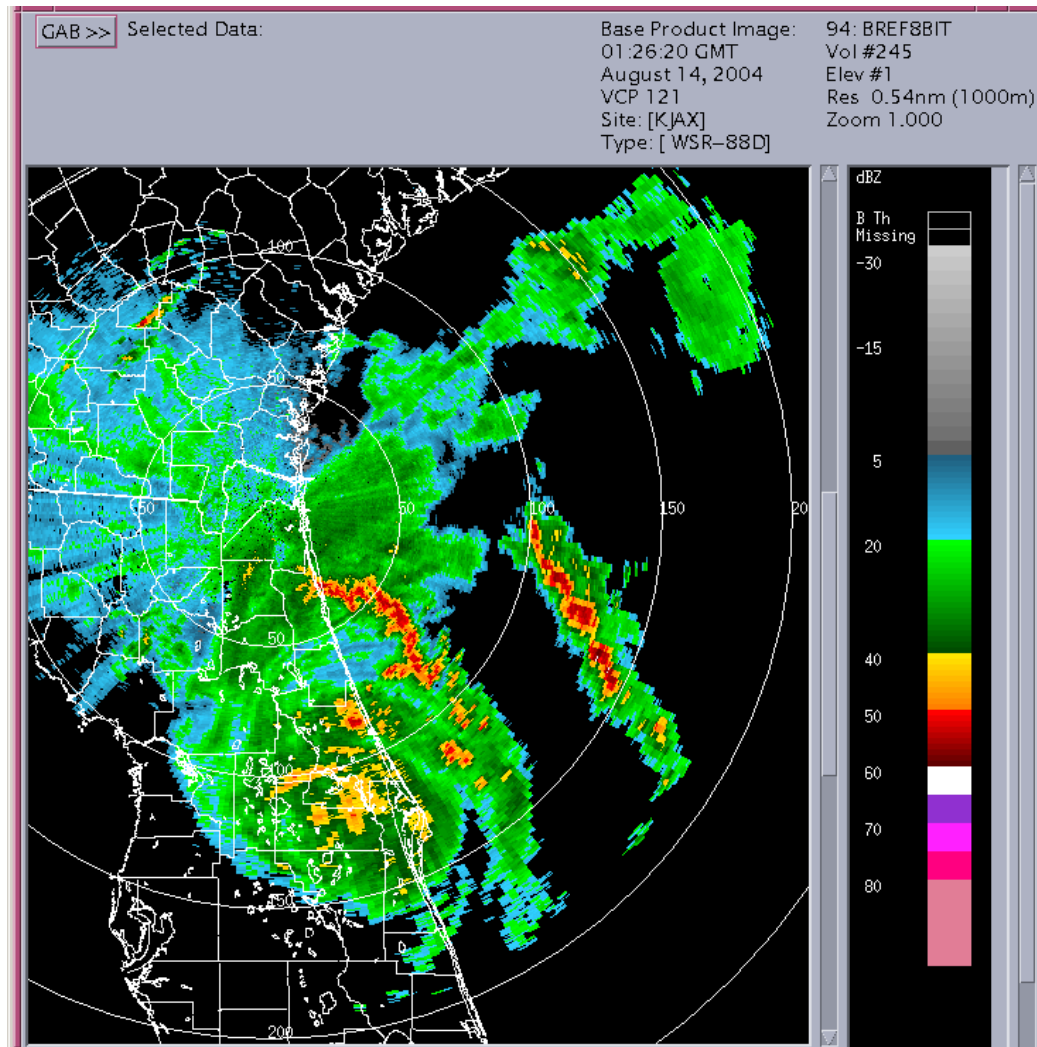 GAB >>
Selected Data:
Base Product Image:
01:26:20 GMT
August 14, 2004
VCP 121
Site: [KJAX]
Type: [ WSR-88D]
94: BREF8BIT
Vol #245
Elev #1
Res 0.54nm (1000m)
Zoom 1.000
dBZ
B Th
Missing
-30
-15
5
20
40
50
60
70
80
100
50
50
50
100
150
20
50
100
150
200